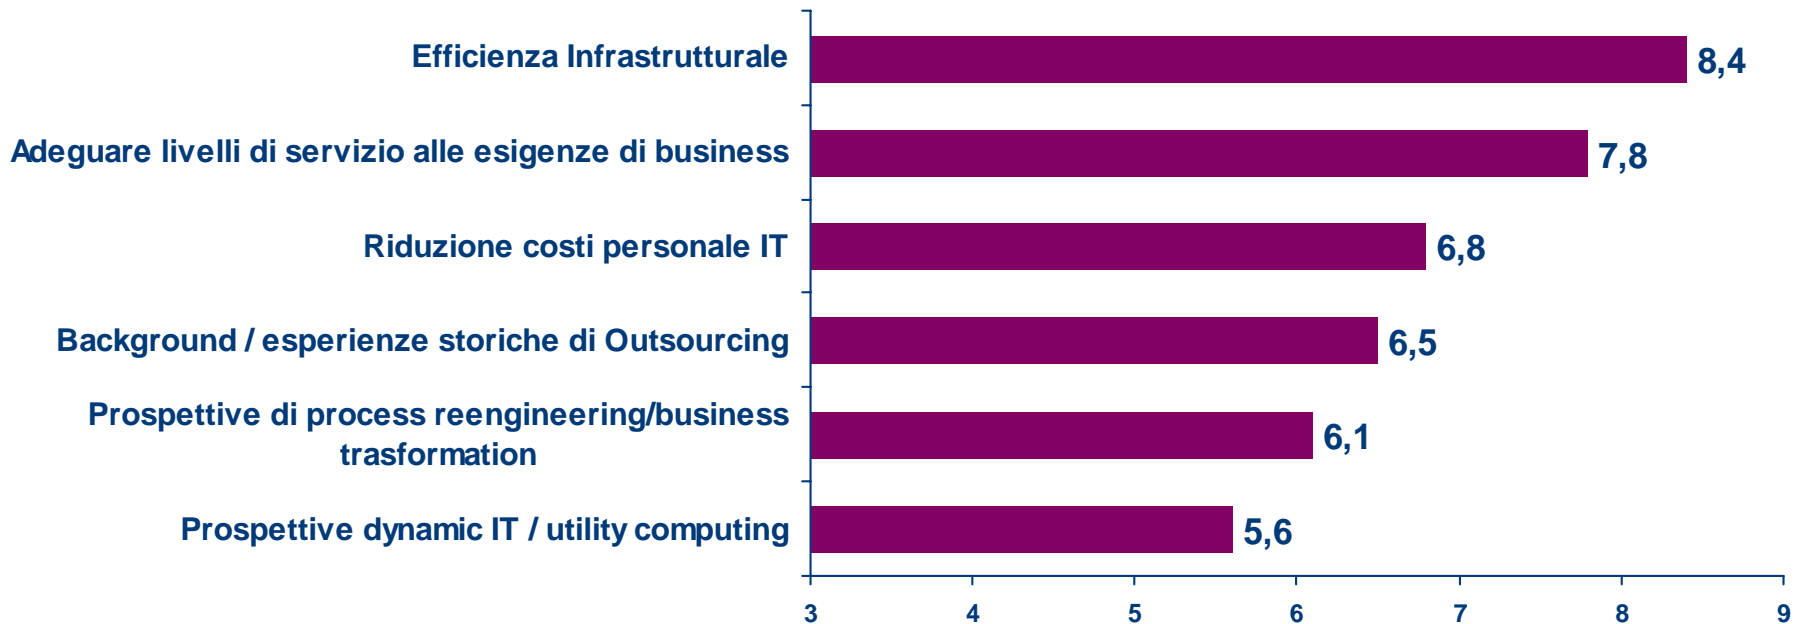 Efficienza Infrastrutturale
8,4
Adeguare livelli di servizio alle esigenze di business
7,8
Riduzione costi personale IT
6,8
Background / esperienze storiche di Outsourcing
6,5
Prospettive di process reengineering/business
trasformation
6,1
Prospettive dynamic IT / utility computing
5,6
3 4 5 6 7 8 9